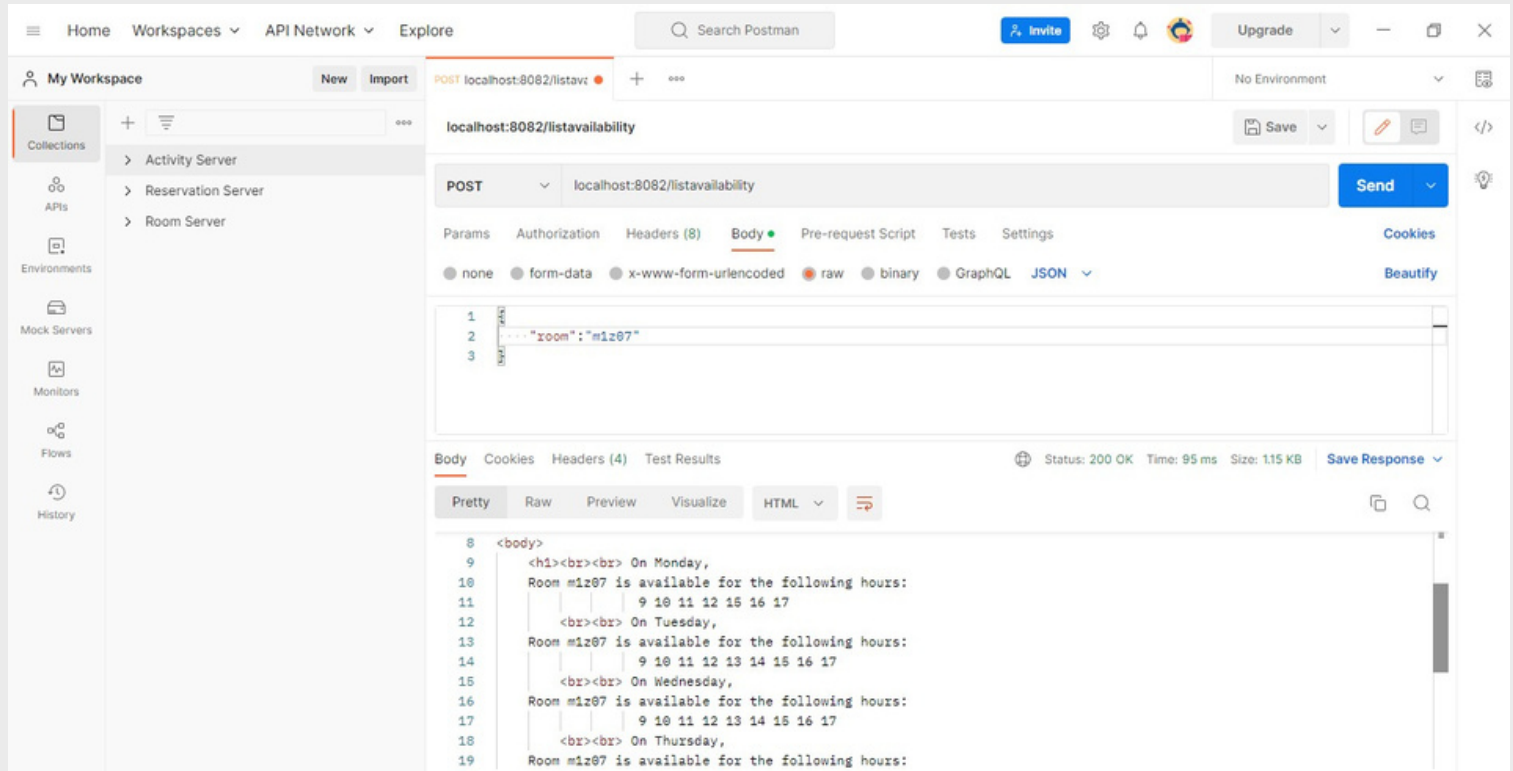 Home Workspaces API Network Explore Search Postman Invite Upgrade
My Workspace New Import POST localhost:8082/listava No Environment
Collections
APIs
Environments
Mock Servers
Monitors
Flows
History
Activity Server
Reservation Server
Room Server
localhost:8082/listavailability Save
POST localhost:8082/listavailability Send
Params Authorization Headers (8) Body Pre-request Script Tests Settings Cookies
none form-data x-www-form-urlencoded raw binary GraphQL JSON Beautify
1 {
2 ...."room":"m1z07"
3 }
Body Cookies Headers (4) Test Results Status: 200 OK Time: 95 ms Size: 1.15 KB Save Response
Pretty Raw Preview Visualize HTML
8 <body>
9 <h1><br><br> On Monday,
10 Room m1z07 is available for the following hours:
11 9 10 11 12 15 16 17
12 <br><br> On Tuesday,
13 Room m1z07 is available for the following hours:
14 9 10 11 12 13 14 15 16 17
15 <br><br> On Wednesday,
16 Room m1z07 is available for the following hours:
17 9 10 11 12 13 14 15 16 17
18 <br><br> On Thursday,
19 Room m1z07 is available for the following hours: